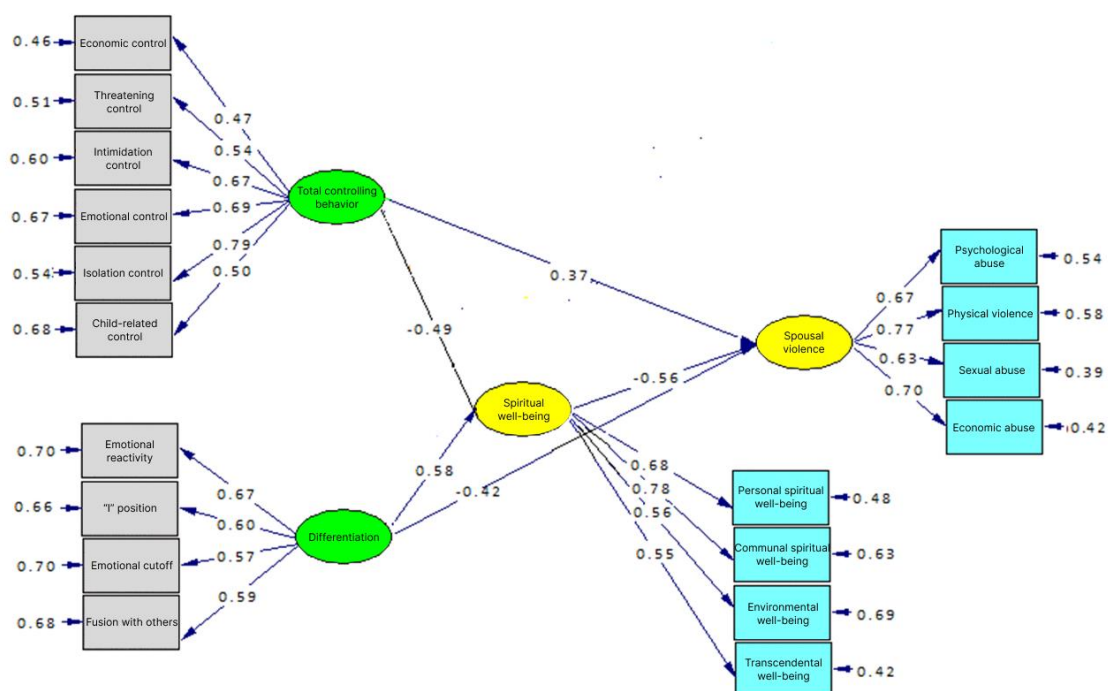 0.46
Economic control
0.51
Threatening
control
0.60
Intimidation
control
0.67
Emotional control
0.54
Isolation control
0.68
Child-related
control
0.47
0.54
0.67
0.69
0.79
0.50
Total controlling
behavior
0.37
-0.49
Spiritual
well-being
Spousal
violence
-0.56
0.58
-0.42
0.67
0.77
0.63
0.70
Psychological
abuse
0.54
Physical violence
0.58
Sexual abuse
0.39
Economic abuse
0.42
0.70
Emotional
reactivity
0.66
"I" position
0.70
Emotional cutoff
0.68
Fusion with others
0.67
0.60
0.57
0.59
Differentiation
0.68
0.78
0.56
0.55
Personal spiritual
well-being
0.48
Communal spiritual
well-being
0.63
Environmental
well-being
0.69
Transcendental
well-being
0.42